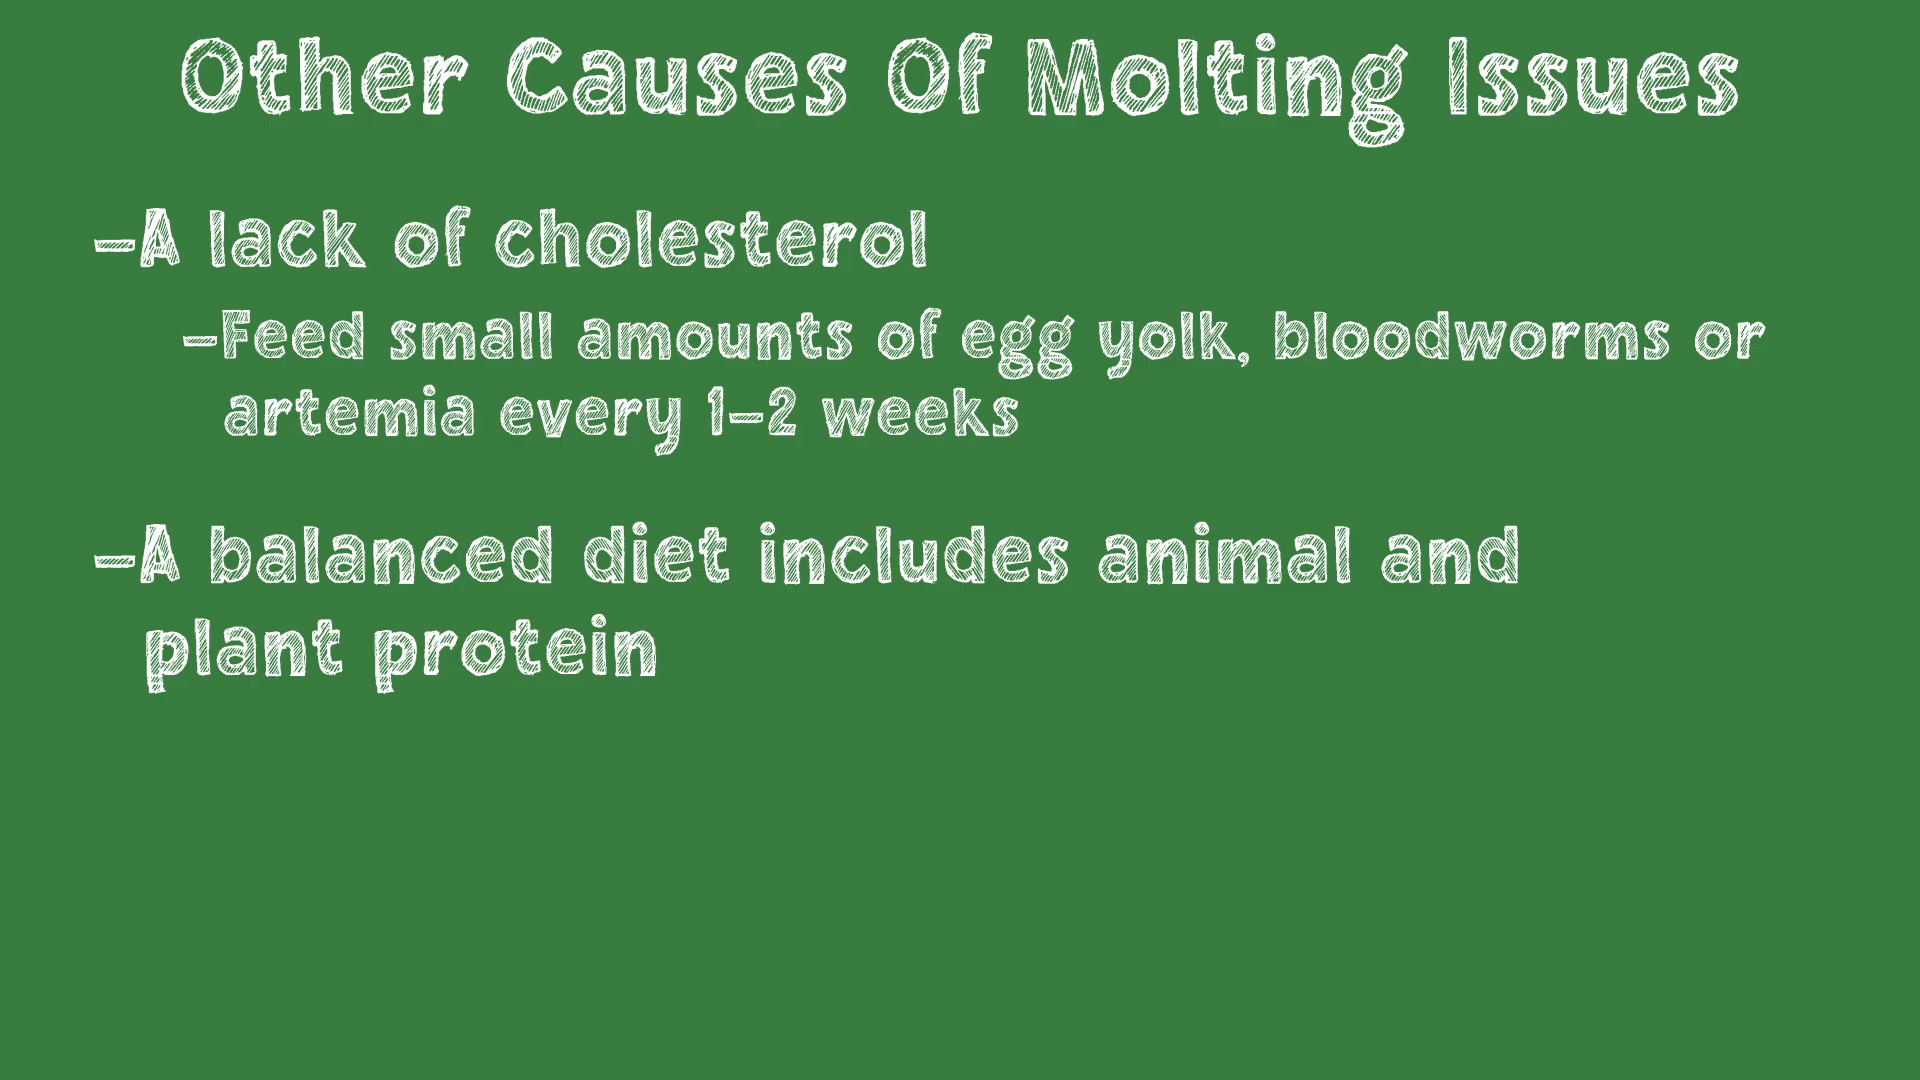 Other Causes Of Molting Issues
-A lack of cholesterol
-Feed small amounts of egg yolk, bloodworms or
artemia every 1-2 weeks
-A balanced diet includes animal and
plant protein